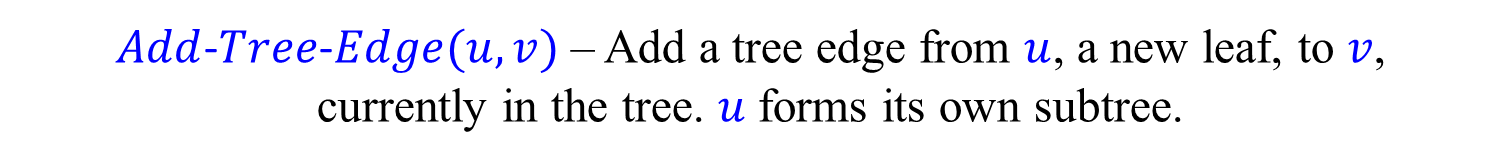 Add-Tree-Edge(u, v) – Add a tree edge from u, a new leaf, to v,
currently in the tree. u forms its own subtree.